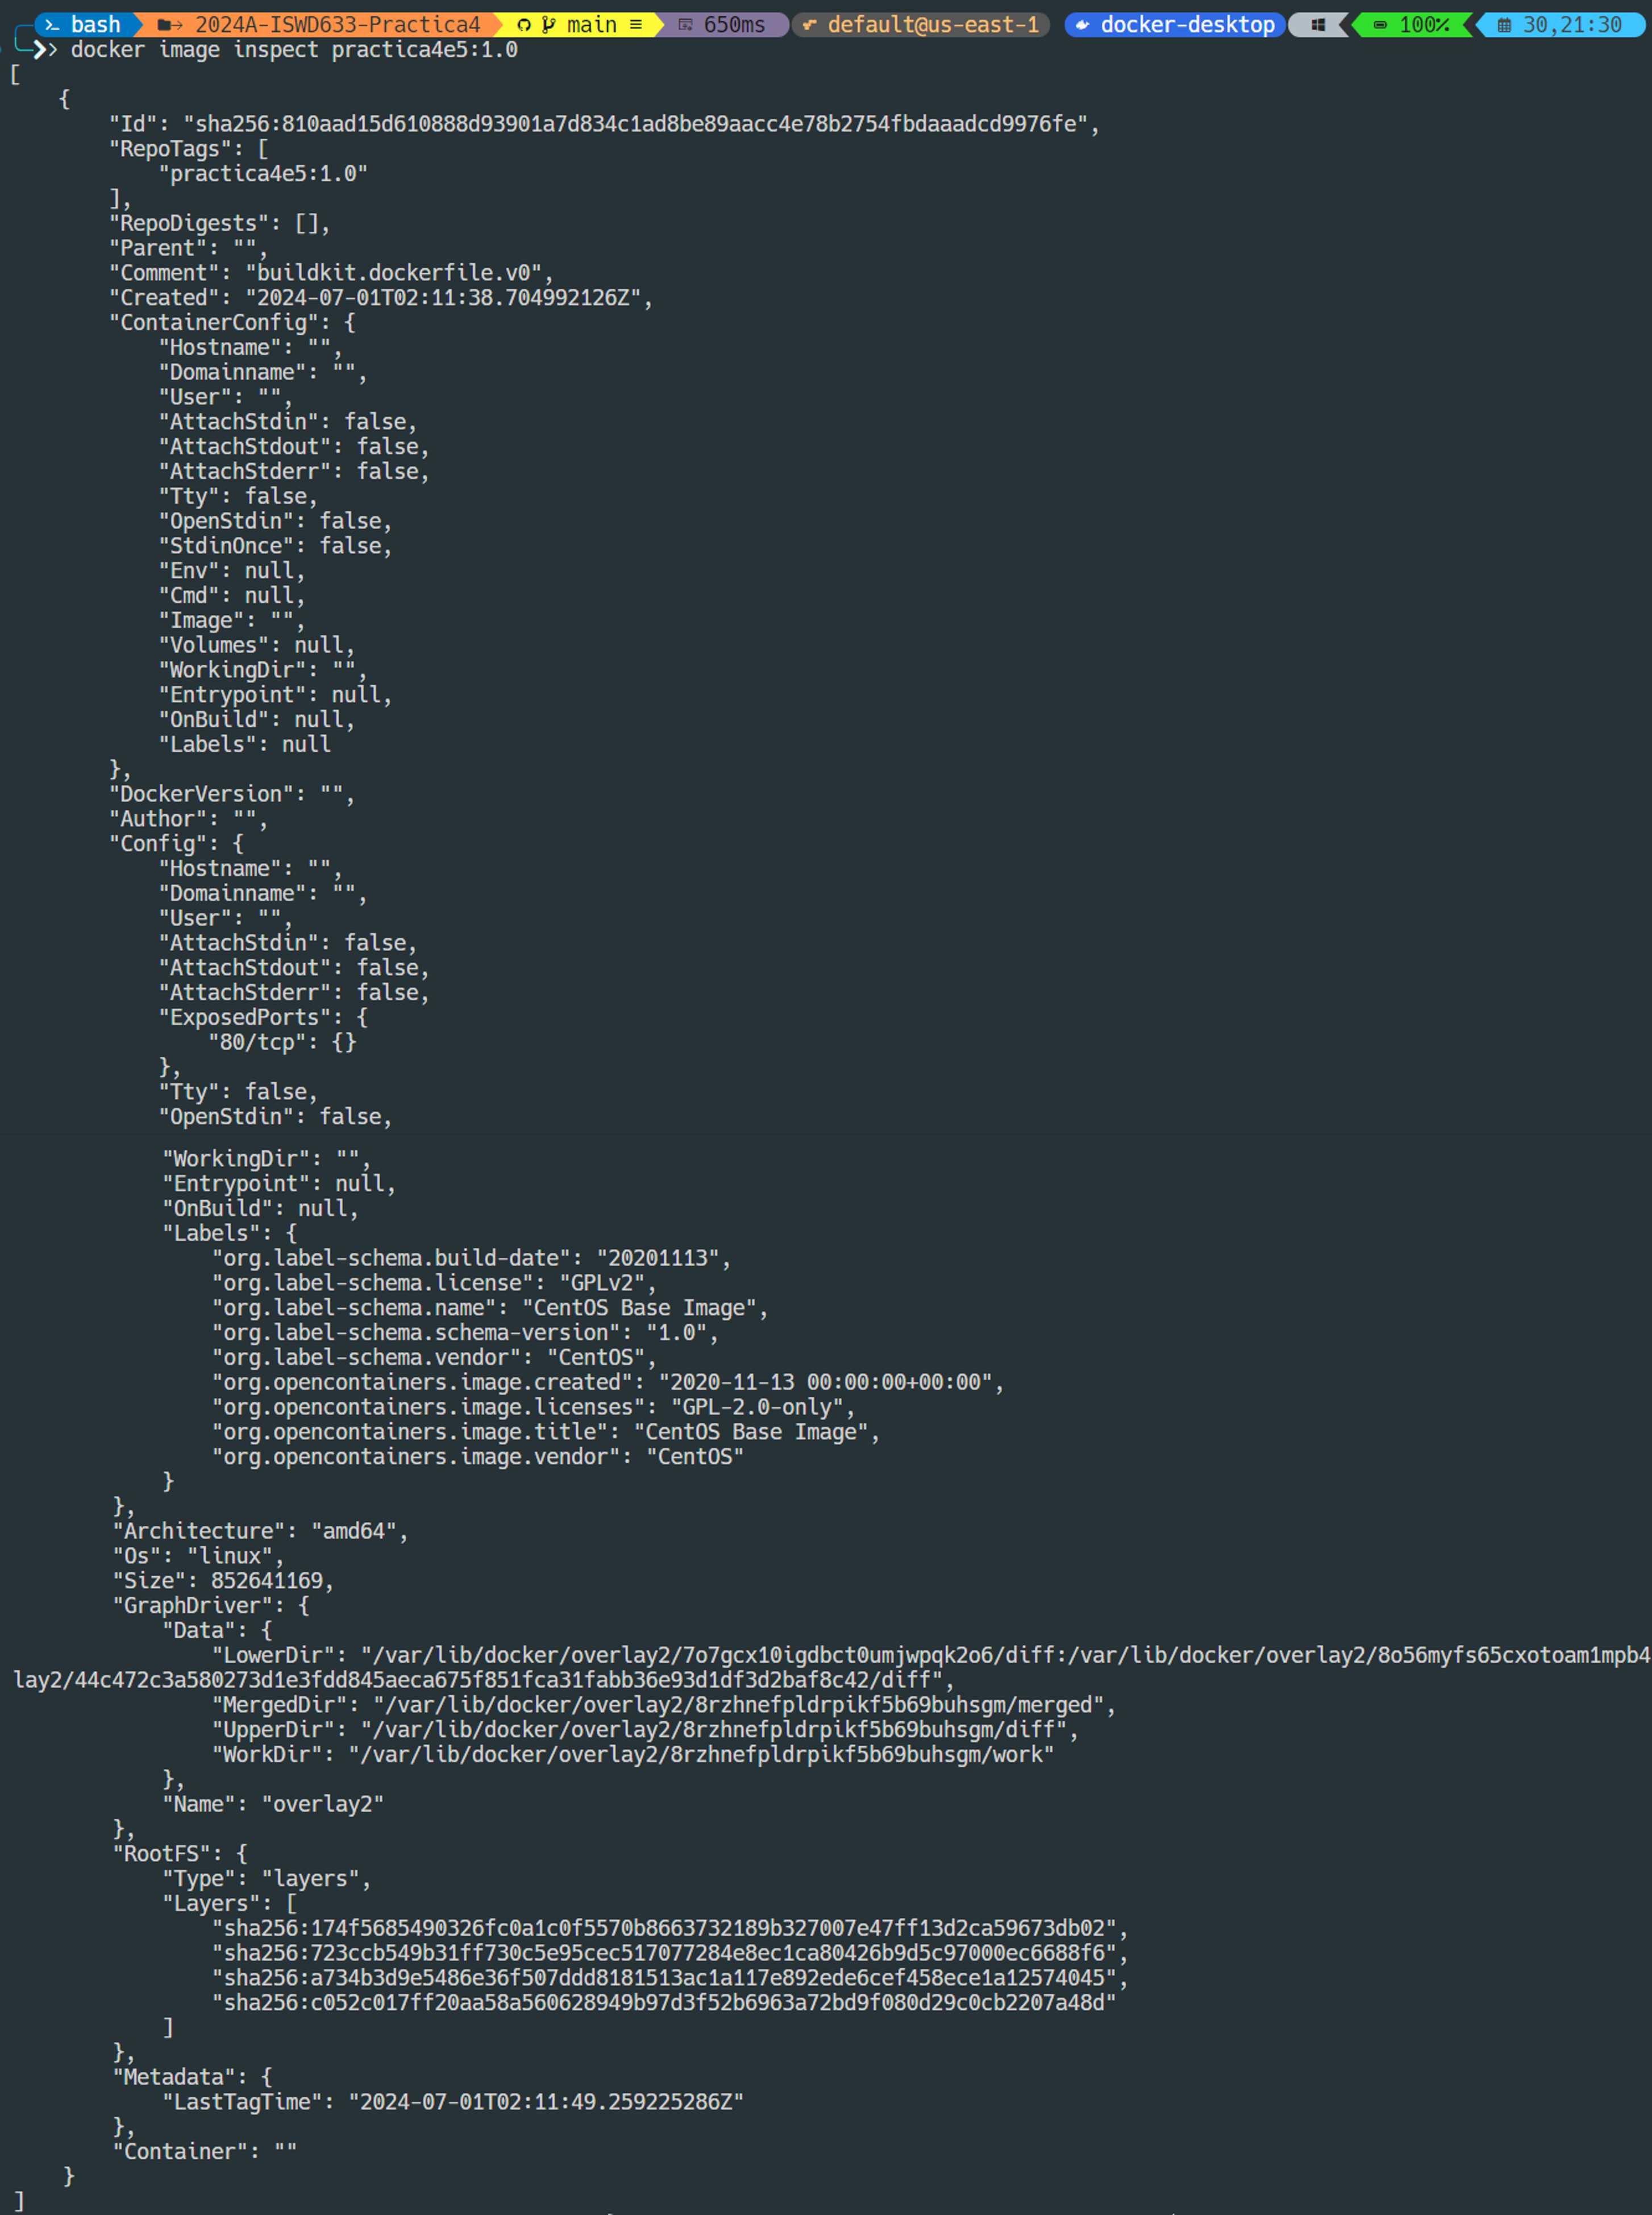 bash 2024A-ISWD633-Practica4 main ≡ 650ms default@us-east-1 docker-desktop 100% 30,21:30
docker image inspect practica4e5:1.0
[
    {
        "Id": "sha256:810aad15d610888d93901a7d834c1ad8be89aacc4e78b2754fbdaaadcd9976fe",
        "RepoTags": [
            "practica4e5:1.0"
        ],
        "RepoDigests": [],
        "Parent": "",
        "Comment": "buildkit.dockerfile.v0",
        "Created": "2024-07-01T02:11:38.704992126Z",
        "ContainerConfig": {
            "Hostname": "",
            "Domainname": "",
            "User": "",
            "AttachStdin": false,
            "AttachStdout": false,
            "AttachStderr": false,
            "Tty": false,
            "OpenStdin": false,
            "StdinOnce": false,
            "Env": null,
            "Cmd": null,
            "Image": "",
            "Volumes": null,
            "WorkingDir": "",
            "Entrypoint": null,
            "OnBuild": null,
            "Labels": null
        },
        "DockerVersion": "",
        "Author": "",
        "Config": {
            "Hostname": "",
            "Domainname": "",
            "User": "",
            "AttachStdin": false,
            "AttachStdout": false,
            "AttachStderr": false,
            "ExposedPorts": {
                "80/tcp": {}
            },
            "Tty": false,
            "OpenStdin": false,
            "WorkingDir": "",
            "Entrypoint": null,
            "OnBuild": null,
            "Labels": {
                "org.label-schema.build-date": "20201113",
                "org.label-schema.license": "GPLv2",
                "org.label-schema.name": "CentOS Base Image",
                "org.label-schema.schema-version": "1.0",
                "org.label-schema.vendor": "CentOS",
                "org.opencontainers.image.created": "2020-11-13 00:00:00+00:00",
                "org.opencontainers.image.licenses": "GPL-2.0-only",
                "org.opencontainers.image.title": "CentOS Base Image",
                "org.opencontainers.image.vendor": "CentOS"
            }
        },
        "Architecture": "amd64",
        "Os": "linux",
        "Size": 852641169,
        "GraphDriver": {
            "Data": {
                "LowerDir": "/var/lib/docker/overlay2/7o7gcx10igdbct0umjwpqk2o6/diff:/var/lib/docker/overlay2/8o56myfs65cxotoam1mpb4
lay2/44c472c3a580273d1e3fdd845aeca675f851fca31fabb36e93d1df3d2baf8c42/diff",
                "MergedDir": "/var/lib/docker/overlay2/8rzhnefpldrpikf5b69buhsgm/merged",
                "UpperDir": "/var/lib/docker/overlay2/8rzhnefpldrpikf5b69buhsgm/diff",
                "WorkDir": "/var/lib/docker/overlay2/8rzhnefpldrpikf5b69buhsgm/work"
            },
            "Name": "overlay2"
        },
        "RootFS": {
            "Type": "layers",
            "Layers": [
                "sha256:174f5685490326fc0a1c0f5570b8663732189b327007e47ff13d2ca59673db02",
                "sha256:723ccb549b31ff730c5e95cec517077284e8ec1ca80426b9d5c97000ec6688f6",
                "sha256:a734b3d9e5486e36f507ddd8181513ac1a117e892ede6cef458ece1a12574045",
                "sha256:c052c017ff20aa58a560628949b97d3f52b6963a72bd9f080d29c0cb2207a48d"
            ]
        },
        "Metadata": {
            "LastTagTime": "2024-07-01T02:11:49.259225286Z"
        },
        "Container": ""
    }
]